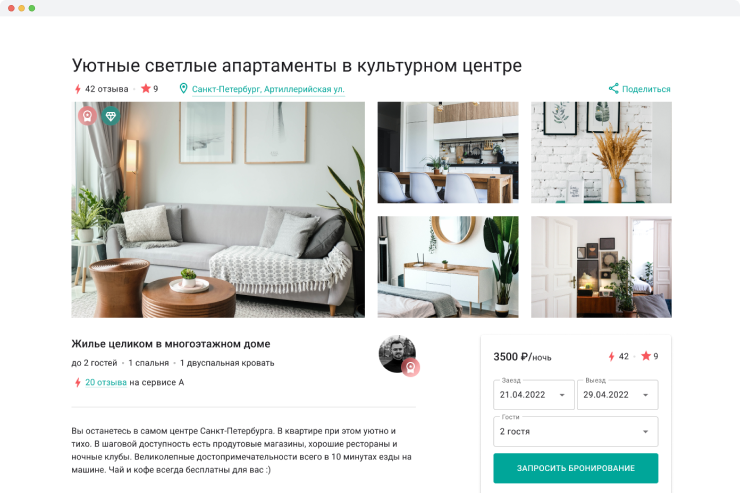 Уютные светлые апартаменты в культурном центре
42 отзыва · 9 Санкт-Петербург, Артиллерийская ул. Поделиться
Жилье целиком в многоэтажном доме
до 2 гостей · 1 спальня · 1 двуспальная кровать
20 отзыва на сервисе А
Вы останетесь в самом центре Санкт-Петербурга. В квартире при этом уютно и
тихо. В шаговой доступность есть продутовые магазины, хорошие рестораны и
ночные клубы. Великолепные достопримечательности всего в 10 минутах езды на
машине. Чай и кофе всегда бесплатны для вас :)
3500 ₽/ночь 42 · 9
Заезд Выезд
21.04.2022 29.04.2022
Гости
2 гостя
ЗАПРОСИТЬ БРОНИРОВАНИЕ